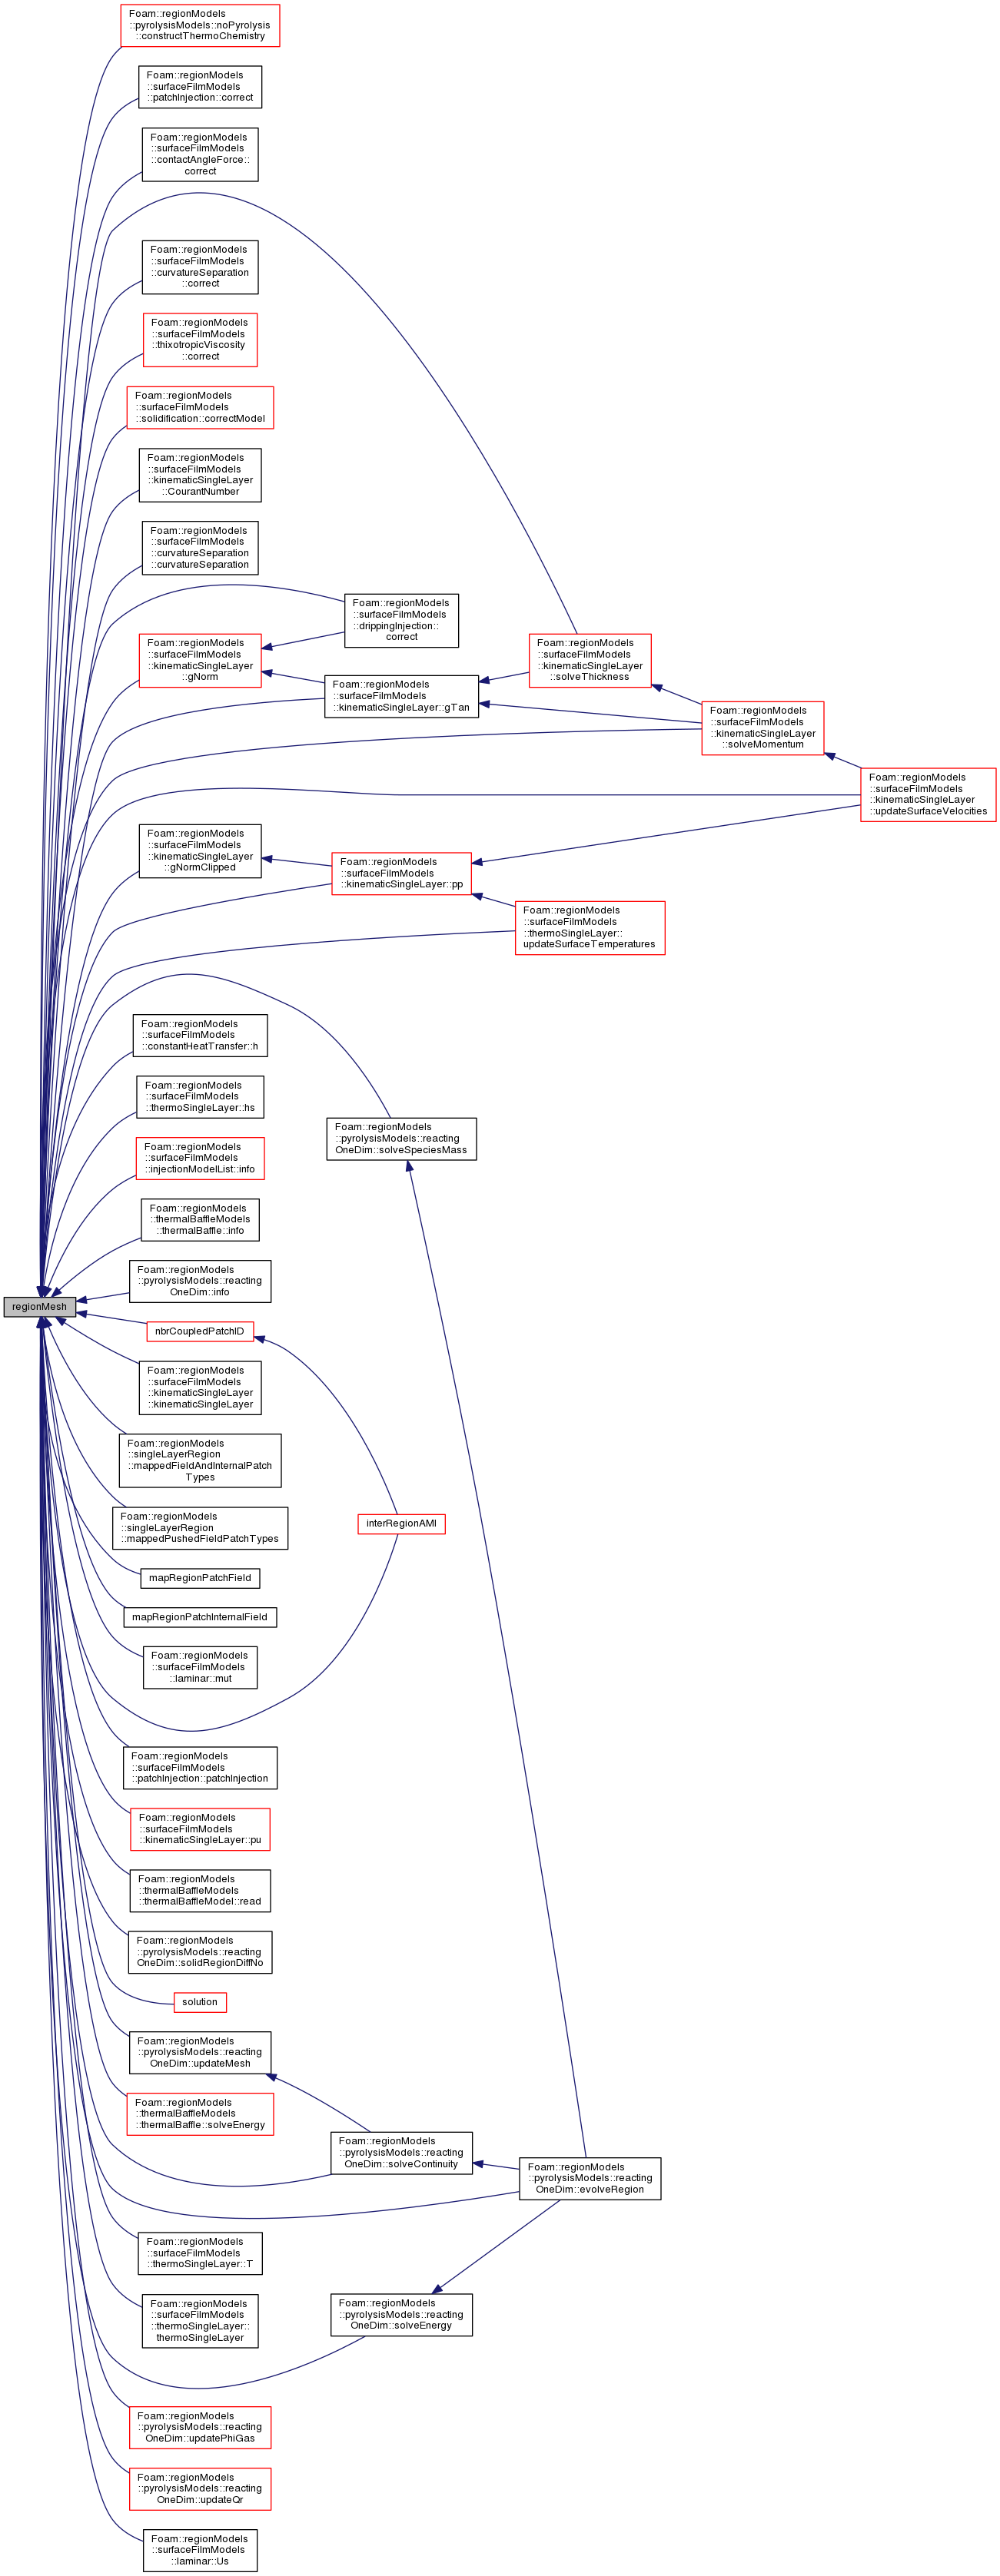 Foam::regionModels
::pyrolysisModels::noPyrolysis
::constructThermoChemistry
Foam::regionModels
::surfaceFilmModels
::patchInjection::correct
Foam::regionModels
::surfaceFilmModels
::contactAngleForce::
correct
Foam::regionModels
::surfaceFilmModels
::curvatureSeparation
::correct
Foam::regionModels
::surfaceFilmModels
::thixotropicViscosity
::correct
Foam::regionModels
::surfaceFilmModels
::solidification::correctModel
Foam::regionModels
::surfaceFilmModels
::kinematicSingleLayer
::CourantNumber
Foam::regionModels
::surfaceFilmModels
::curvatureSeparation
::curvatureSeparation
Foam::regionModels
::surfaceFilmModels
::drippingInjection::
correct
Foam::regionModels
::surfaceFilmModels
::kinematicSingleLayer
::gNorm
Foam::regionModels
::surfaceFilmModels
::kinematicSingleLayer::gTan
Foam::regionModels
::surfaceFilmModels
::kinematicSingleLayer
::solveThickness
Foam::regionModels
::surfaceFilmModels
::kinematicSingleLayer
::solveMomentum
Foam::regionModels
::surfaceFilmModels
::kinematicSingleLayer
::updateSurfaceVelocities
Foam::regionModels
::surfaceFilmModels
::kinematicSingleLayer
::gNormClipped
Foam::regionModels
::surfaceFilmModels
::kinematicSingleLayer::pp
Foam::regionModels
::surfaceFilmModels
::thermoSingleLayer::
updateSurfaceTemperatures
Foam::regionModels
::surfaceFilmModels
::constantHeatTransfer::h
Foam::regionModels
::surfaceFilmModels
::thermoSingleLayer::hs
Foam::regionModels
::pyrolysisModels::reacting
OneDim::solveSpeciesMass
Foam::regionModels
::surfaceFilmModels
::injectionModelList::info
Foam::regionModels
::thermalBaffleModels
::thermalBaffle::info
Foam::regionModels
::pyrolysisModels::reacting
OneDim::info
regionMesh
nbrCoupledPatchID
Foam::regionModels
::surfaceFilmModels
::kinematicSingleLayer
::kinematicSingleLayer
Foam::regionModels
::singleLayerRegion
::mappedFieldAndInternalPatch
Types
Foam::regionModels
::singleLayerRegion
::mappedPushedFieldPatchTypes
interRegionAMI
mapRegionPatchField
mapRegionPatchInternalField
Foam::regionModels
::surfaceFilmModels
::laminar::mut
Foam::regionModels
::surfaceFilmModels
::patchInjection::patchInjection
Foam::regionModels
::surfaceFilmModels
::kinematicSingleLayer::pu
Foam::regionModels
::thermalBaffleModels
::thermalBaffleModel::read
Foam::regionModels
::pyrolysisModels::reacting
OneDim::solidRegionDiffNo
solution
Foam::regionModels
::pyrolysisModels::reacting
OneDim::updateMesh
Foam::regionModels
::thermalBaffleModels
::thermalBaffle::solveEnergy
Foam::regionModels
::pyrolysisModels::reacting
OneDim::solveContinuity
Foam::regionModels
::pyrolysisModels::reacting
OneDim::evolveRegion
Foam::regionModels
::surfaceFilmModels
::thermoSingleLayer::T
Foam::regionModels
::surfaceFilmModels
::thermoSingleLayer::
thermoSingleLayer
Foam::regionModels
::pyrolysisModels::reacting
OneDim::solveEnergy
Foam::regionModels
::pyrolysisModels::reacting
OneDim::updatePhiGas
Foam::regionModels
::pyrolysisModels::reacting
OneDim::updateQr
Foam::regionModels
::surfaceFilmModels
::laminar::Us